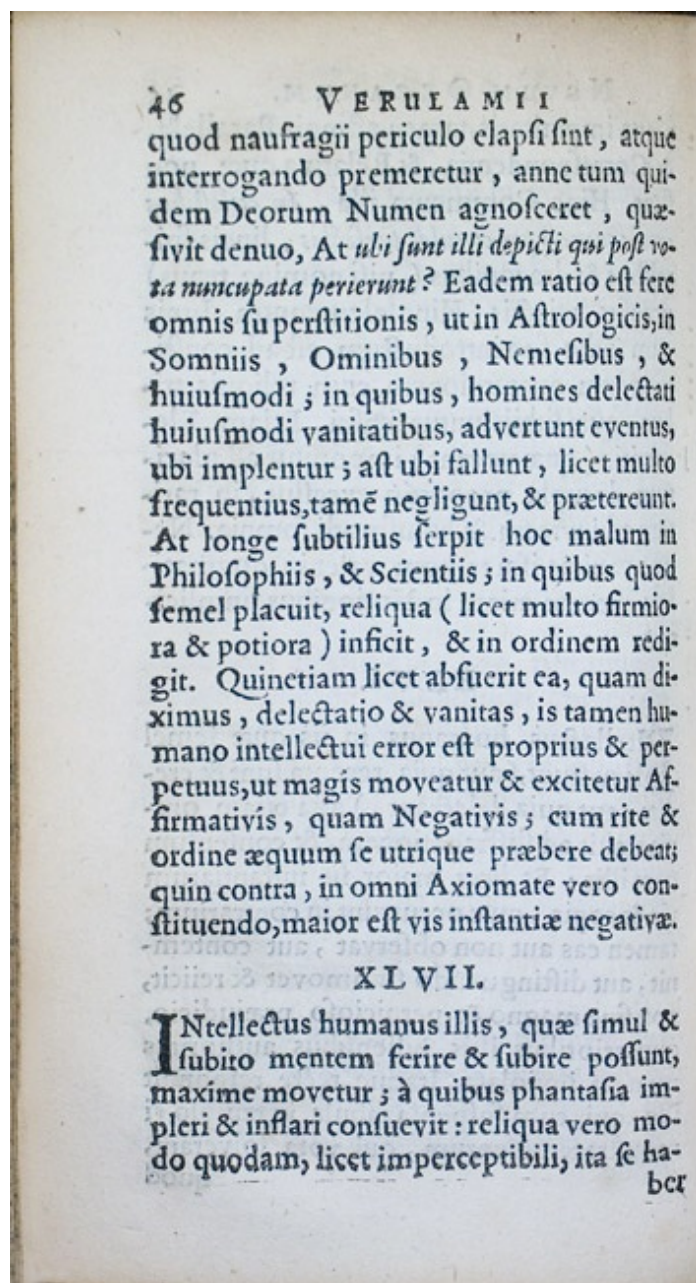 46 VERULAMII
quod naufragii periculo elapſi ſint, atque
interrogando premeretur, anne tum qui-
dem Deorum Numen agnoſceret, quæ-
ſivit denuo, At ubi ſunt illi depicti qui poſt vo-
ta nuncupata perierunt? Eadem ratio eſt fere
omnis ſuperſtitionis, ut in Aſtrologicis, in
Somniis, Ominibus, Nemeſibus, &
huiuſmodi; in quibus, homines delectati
huiuſmodi vanitatibus, advertunt eventus,
ubi implentur; aſt ubi fallunt, licet multo
frequentius, tamē negligunt, & prætereunt.
At longe ſubtilius ſerpit hoc malum in
Philoſophiis, & Scientiis; in quibus quod
ſemel placuit, reliqua (licet multo firmio-
ra & potiora) inficit, & in ordinem redi-
git. Quinetiam licet abfuerit ea, quam di-
ximus, delectatio & vanitas, is tamen hu-
mano intellectui error eſt proprius & per-
petuus, ut magis moveatur & excitetur Af-
firmativis, quam Negativis; cum rite &
ordine æquum ſe utrique præbere debeat;
quin contra, in omni Axiomate vero con-
ſtituendo, maior eſt vis inſtantiæ negativæ.
XLVII.
INtellectus humanus illis, quæ ſimul &
ſubito mentem ferire & ſubire poſſunt,
maxime movetur; à quibus phantaſia im-
pleri & inflari conſuevit: reliqua vero mo-
do quodam, licet imperceptibili, ita ſe ha-
ber